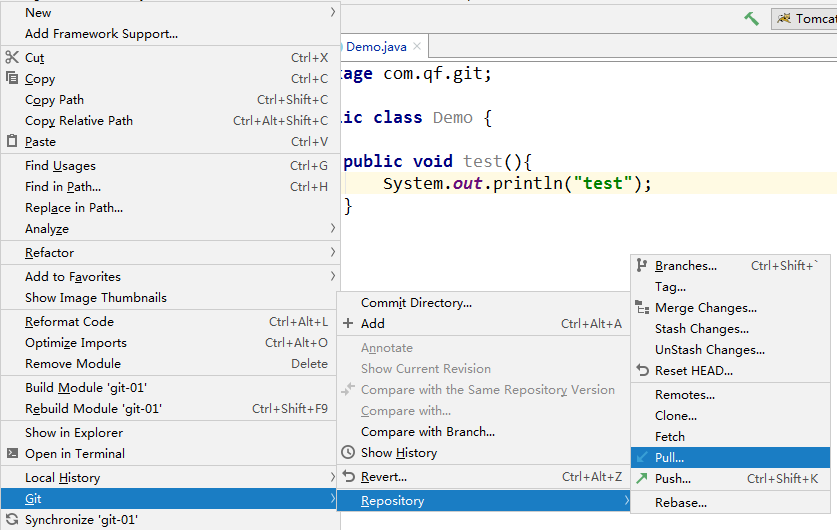 New
Add Framework Support...
Cut Ctrl+X
Copy Ctrl+C
Copy Path Ctrl+Shift+C
Copy Relative Path Ctrl+Alt+Shift+C
Paste Ctrl+V
Find Usages Ctrl+G
Find in Path... Ctrl+H
Replace in Path...
Analyze
Refactor
Add to Favorites
Show Image Thumbnails
Reformat Code Ctrl+Alt+L
Optimize Imports Ctrl+Alt+O
Remove Module Delete
Build Module 'git-01'
Rebuild Module 'git-01' Ctrl+Shift+F9
Show in Explorer
Open in Terminal
Local History
Git
Synchronize 'git-01'
Tomcat
Demo.java
age com.qf.git;
ic class Demo {
public void test(){
System.out.println("test");
}
Commit Directory...
Add Ctrl+Alt+A
Annotate
Show Current Revision
Compare with the Same Repository Version
Compare with...
Compare with Branch...
Show History
Revert... Ctrl+Alt+Z
Repository
Branches... Ctrl+Shift+`
Tag...
Merge Changes...
Stash Changes...
UnStash Changes...
Reset HEAD...
Remotes...
Clone...
Fetch
Pull...
Push... Ctrl+Shift+K
Rebase...